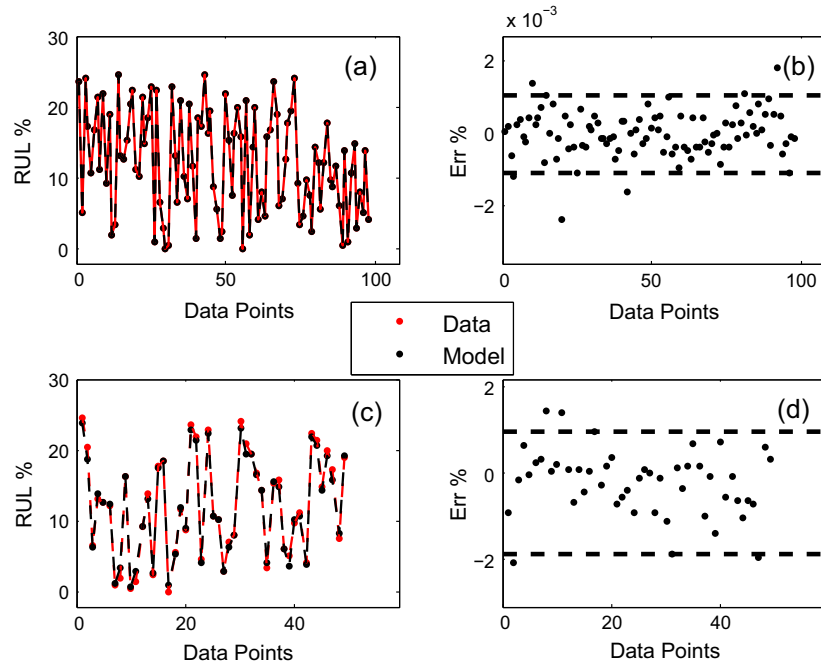 x 10⁻³
30
20
10
0
RUL %
(a)
0
50
100
Data Points
2
0
−2
Err %
(b)
0
50
100
Data Points
Data
Model
30
20
10
0
RUL %
(c)
0
20
40
Data Points
2
0
−2
Err %
(d)
0
20
40
Data Points